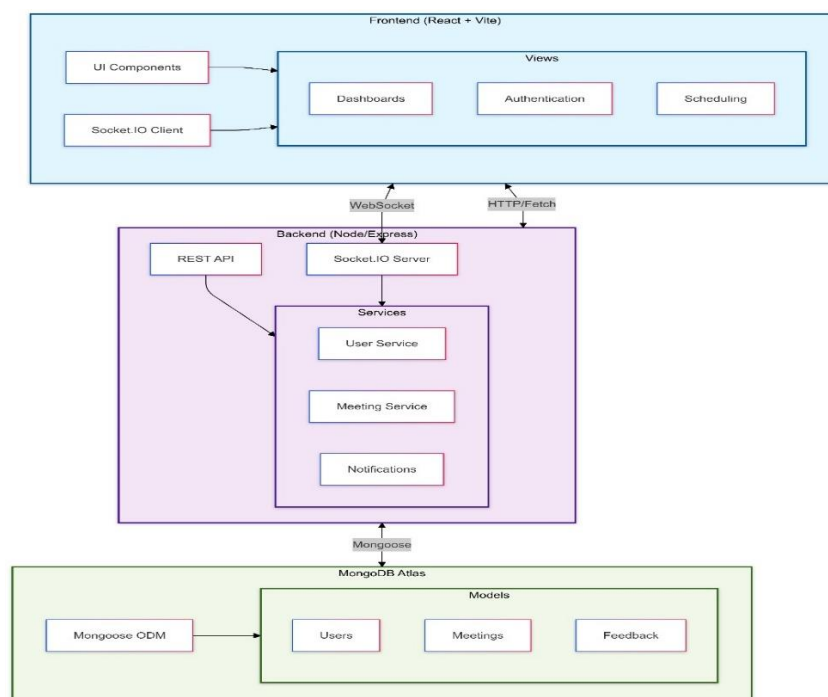 Frontend (React + Vite)
Views
UI Components
Dashboards
Authentication
Scheduling
Socket.IO Client
WebSocket
HTTP/Fetch
Backend (Node/Express)
REST API
Socket.IO Server
Services
User Service
Meeting Service
Notifications
Mongoose
MongoDB Atlas
Models
Mongoose ODM
Users
Meetings
Feedback